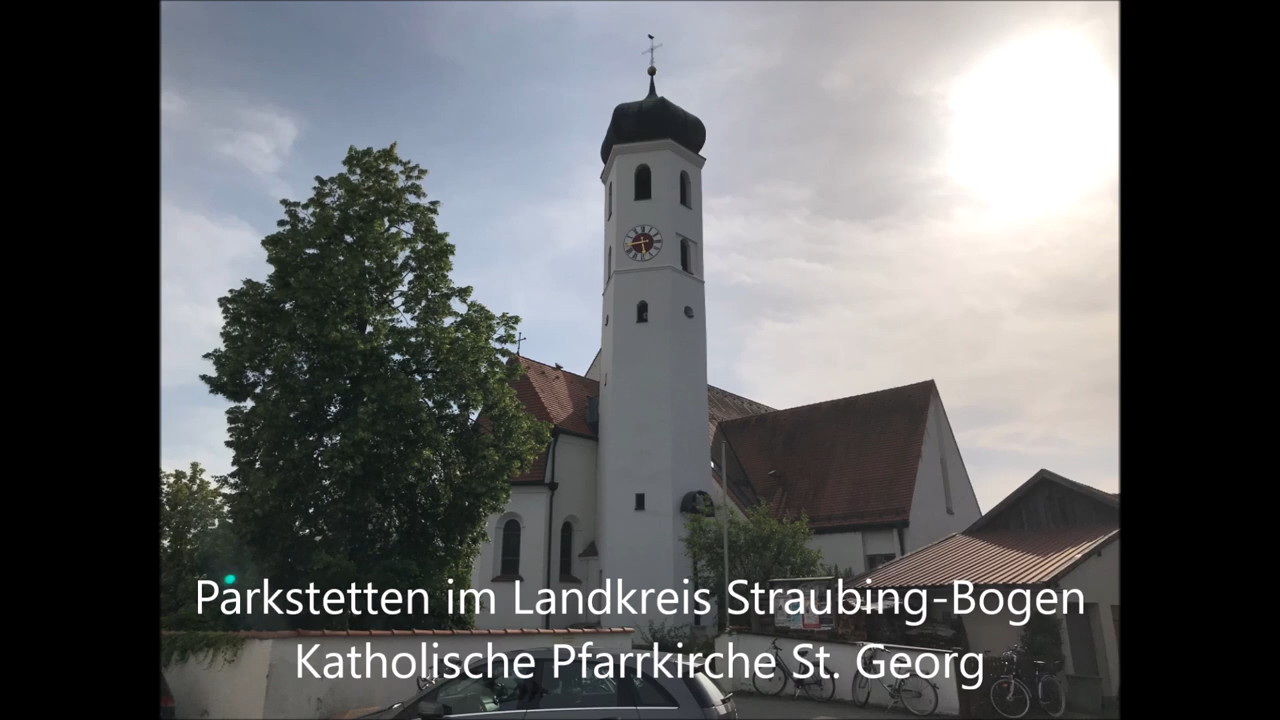 Parkstetten im Landkreis Straubing-Bogen
Katholische Pfarrkirche St. Georg